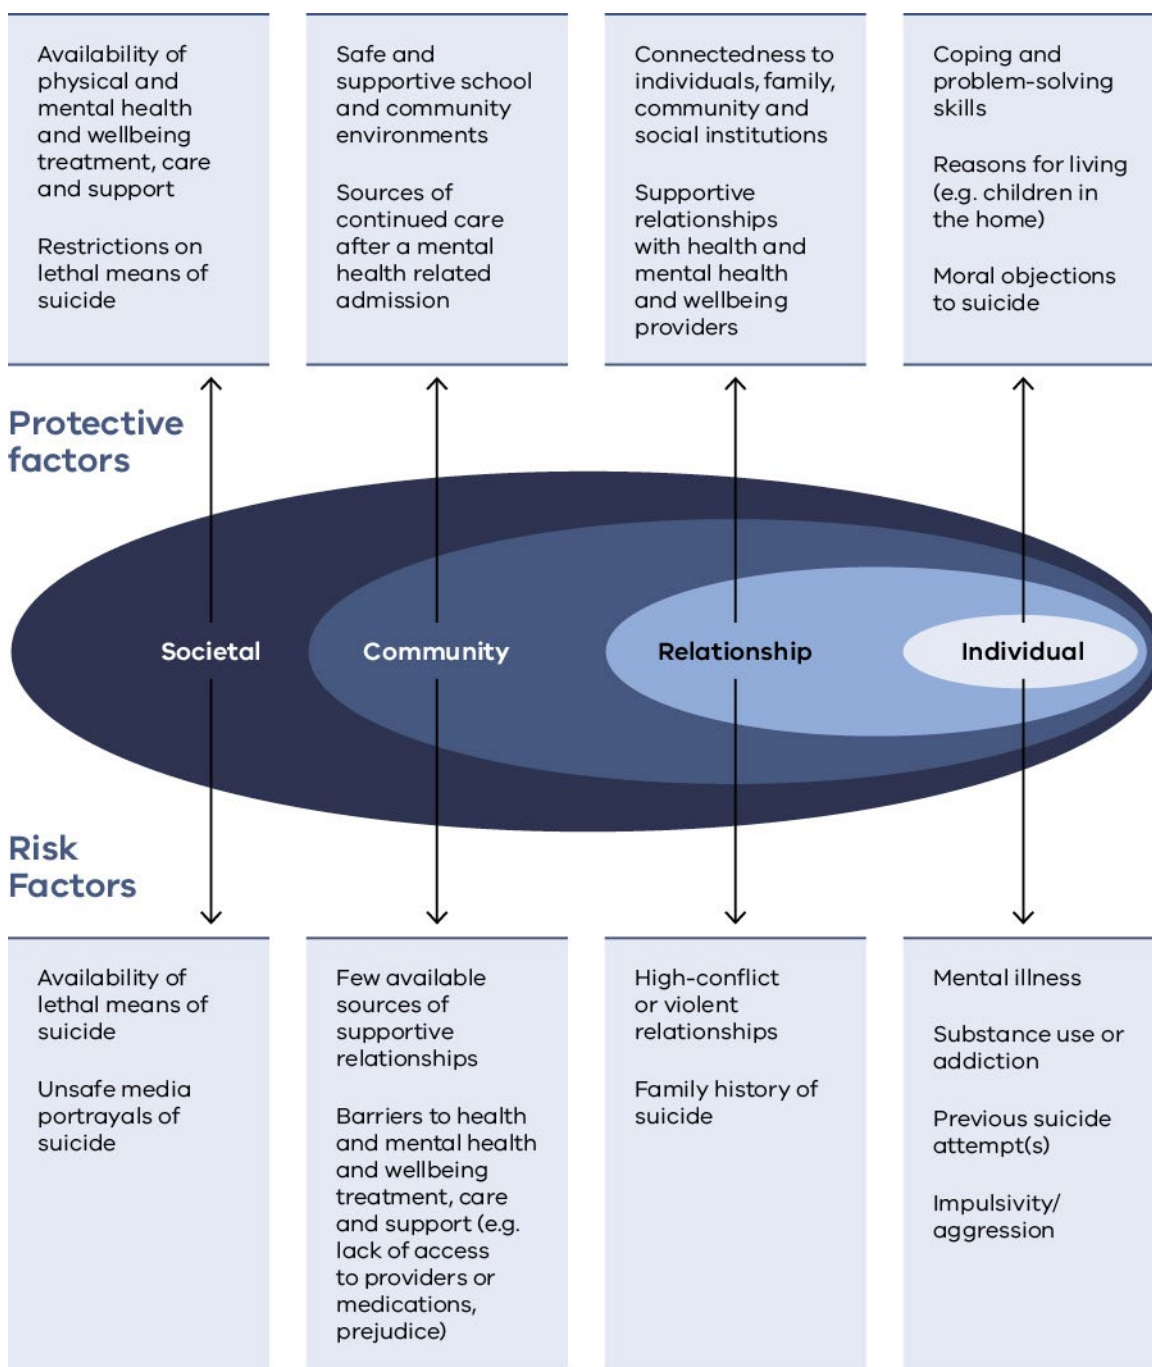 Availability of
physical and
mental health
and wellbeing
treatment, care
and support
Restrictions on
lethal means of
suicide
Safe and
supportive school
and community
environments
Sources of
continued care
after a mental
health related
admission
Connectedness to
individuals, family,
community and
social institutions
Supportive
relationships
with health and
mental health
and wellbeing
providers
Coping and
problem-solving
skills
Reasons for living
(e.g. children in
the home)
Moral objections
to suicide
Protective
factors
Societal
Community
Relationship
Individual
Risk
Factors
Availability of
lethal means of
suicide
Unsafe media
portrayals of
suicide
Few available
sources of
supportive
relationships
Barriers to health
and mental health
and wellbeing
treatment, care
and support (e.g.
lack of access
to providers or
medications,
prejudice)
High-conflict
or violent
relationships
Family history of
suicide
Mental illness
Substance use or
addiction
Previous suicide
attempt(s)
Impulsivity/
aggression